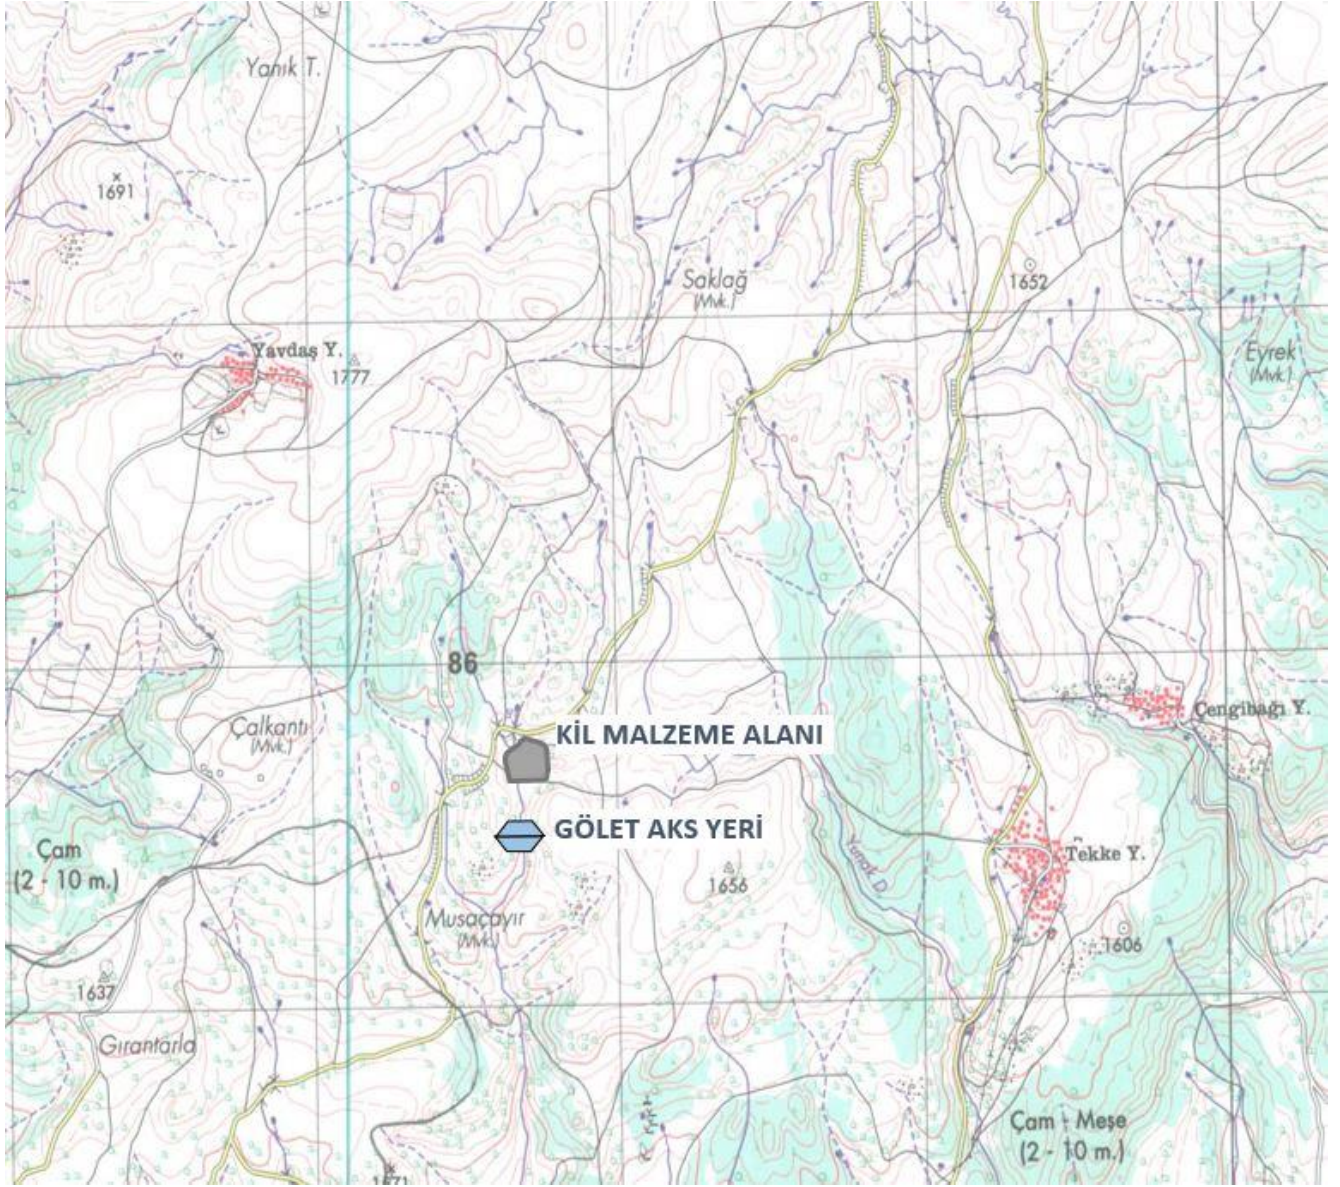 Yanık T.
1691
Saklağ
(Mvk.)
1652
Yavdaş Y.
1777
Eyrek
(Mvk.)
86
Çengibağı Y.
Çalkantı
(Mvk.)
KİL MALZEME ALANI
GÖLET AKS YERİ
Çam
(2 - 10 m.)
Yanak D.
Tekke Y.
1656
Musaçayır
(Mvk.)
1606
1637
Gırantarla
Çam - Meşe
(2 - 10 m.)